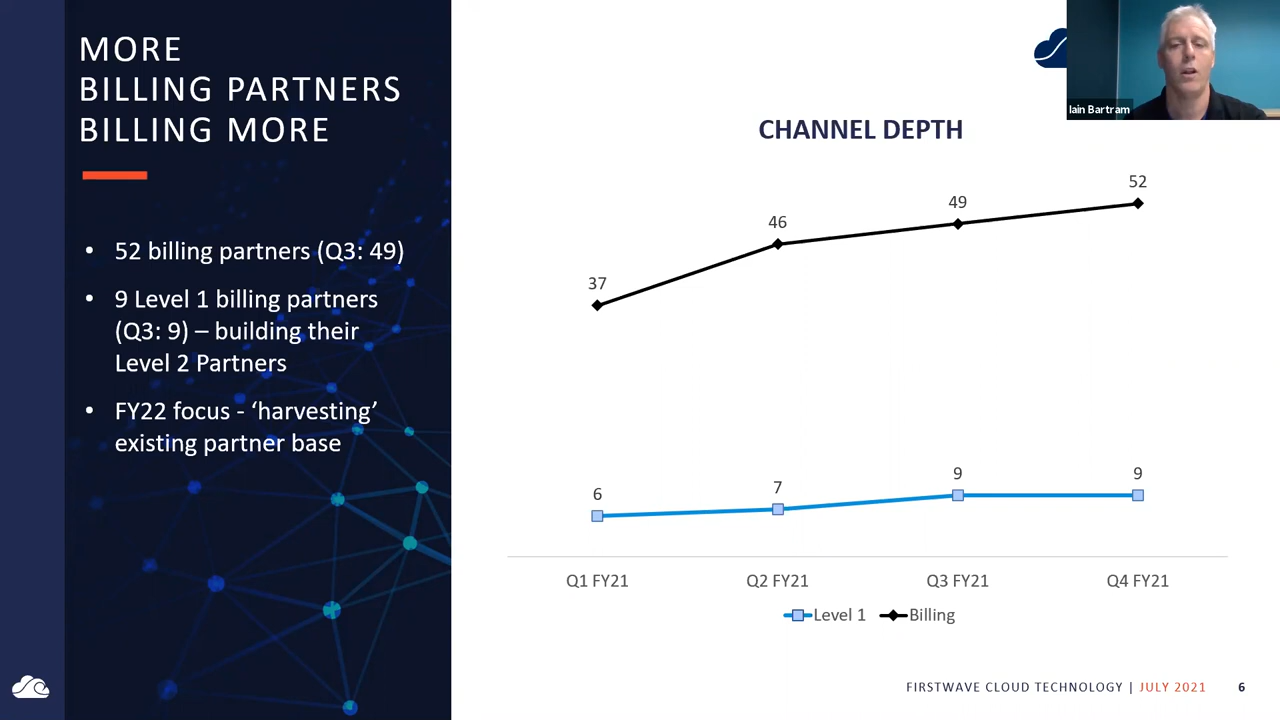 MORE
BILLING PARTNERS
BILLING MORE
• 52 billing partners (Q3: 49)
• 9 Level 1 billing partners
(Q3: 9) – building their
Level 2 Partners
• FY22 focus - ‘harvesting’
existing partner base
Iain Bartram
CHANNEL DEPTH
37
46
49
52
6
7
9
9
Q1 FY21
Q2 FY21
Q3 FY21
Q4 FY21
Level 1
Billing
FIRSTWAVE CLOUD TECHNOLOGY | JULY 2021 6